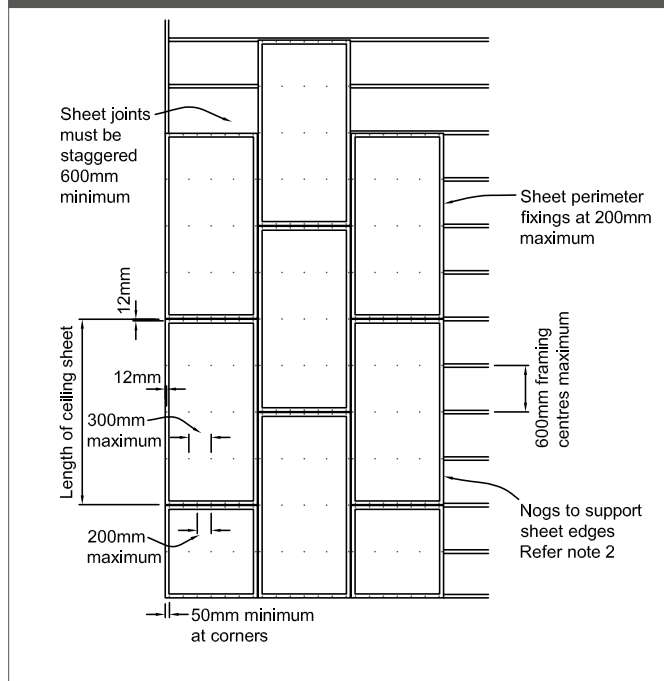 Sheet joints
must be
staggered
600mm
minimum
Sheet perimeter
fixings at 200mm
maximum
12mm
Length of ceiling sheet
12mm
300mm
maximum
600mm framing
centres maximum
200mm
maximum
Nogs to support
sheet edges
Refer note 2
50mm minimum
at corners